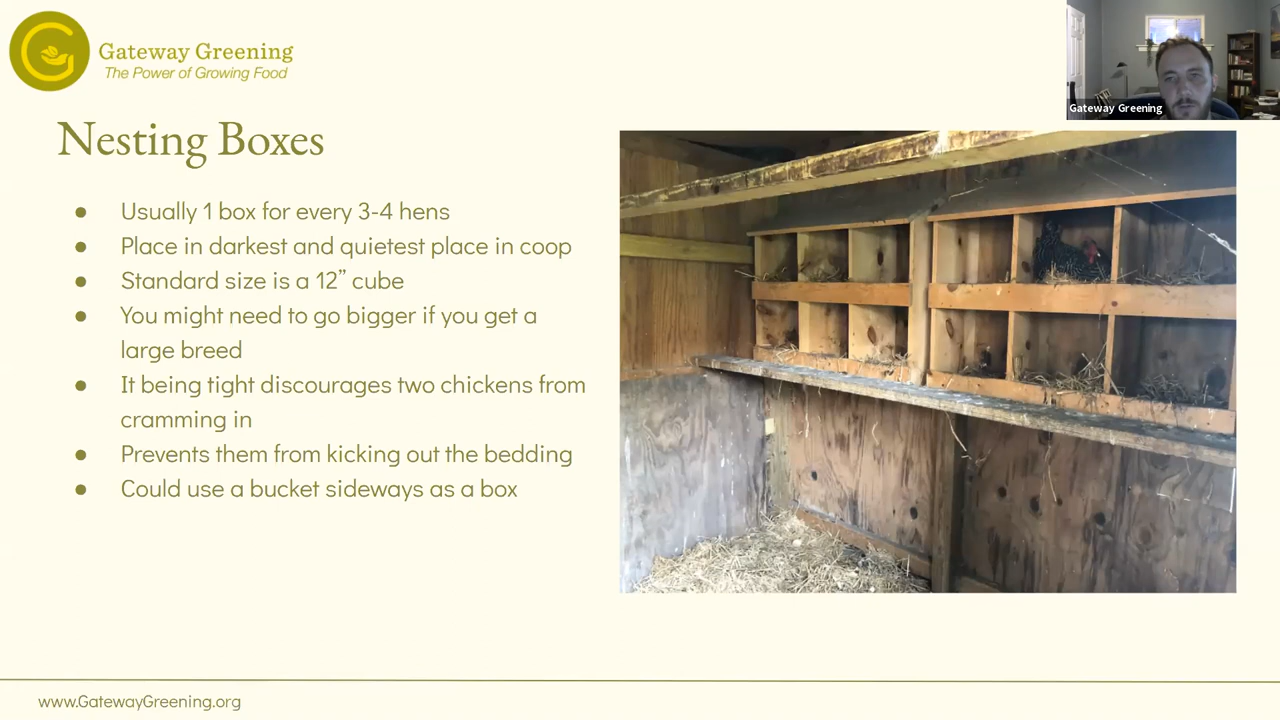 Gateway Greening
The Power of Growing Food
Gateway Greening
Nesting Boxes
● Usually 1 box for every 3-4 hens
● Place in darkest and quietest place in coop
● Standard size is a 12” cube
● You might need to go bigger if you get a
large breed
● It being tight discourages two chickens from
cramming in
● Prevents them from kicking out the bedding
● Could use a bucket sideways as a box
www.GatewayGreening.org